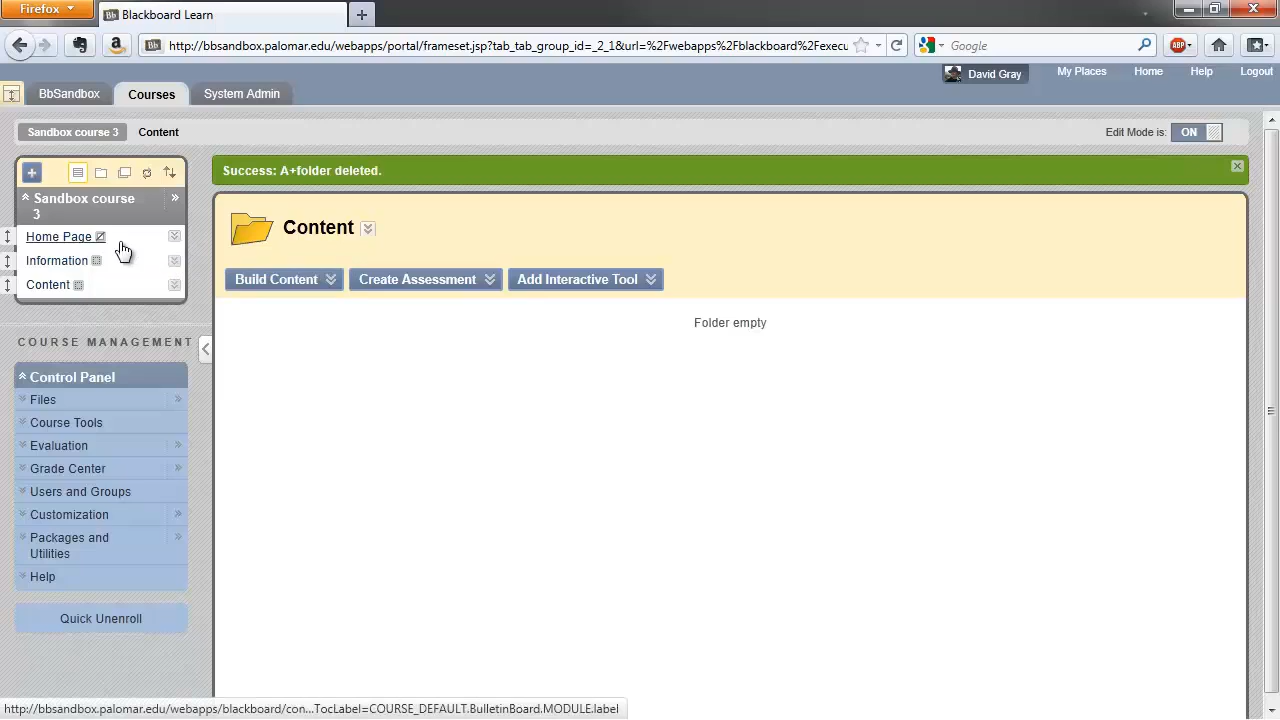 Firefox
Blackboard Learn
http://bbsandbox.palomar.edu/webapps/portal/frameset.jsp?tab_tab_group_id=_2_1&url=%2Fwebapps%2Fblackboard%2Fexecu
Google
ABP
David Gray
My Places
Home
Help
Logout
BbSandbox
Courses
System Admin
Sandbox course 3
Content
Edit Mode is:
ON
Success: A+folder deleted.
Sandbox course
3
Home Page
Information
Content
Content
Build Content
Create Assessment
Add Interactive Tool
Folder empty
COURSE MANAGEMENT
Control Panel
Files
Course Tools
Evaluation
Grade Center
Users and Groups
Customization
Packages and
Utilities
Help
Quick Unenroll
http://bbsandbox.palomar.edu/webapps/blackboard/con...TocLabel=COURSE_DEFAULT.BulletinBoard.MODULE.label